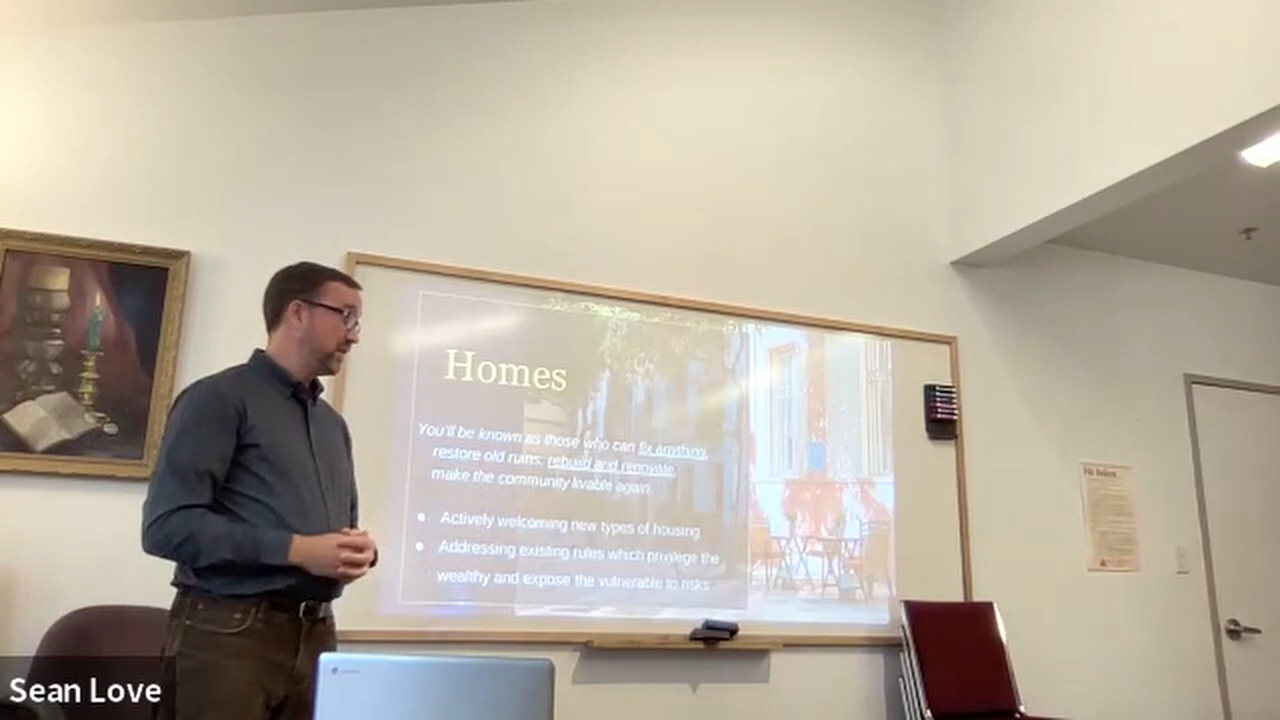 Homes
You'll be known as those who can fix anything,
restore old ruins, rebuild and renovate,
make the community livable again
Actively welcoming new types of housing
Addressing existing rules which privilege the
wealthy and expose the vulnerable to risks
We believe...
Sean Love